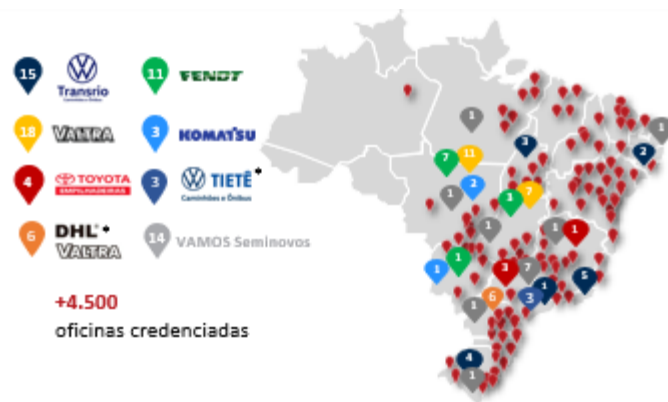 15 Transrio
Caminhões e Ônibus
11 FENDT
18 VALTRA
3 KOMATSU
4 TOYOTA
EMPILHADEIRAS
3 TIETÊ*
Caminhões e Ônibus
6 DHL*
VALTRA
14 VAMOS Seminovos
+4.500
oficinas credenciadas
1
1
3
2
7
11
2
1
3
7
1
1
1
1
1
3
7
5
1
6
3
1
4
1